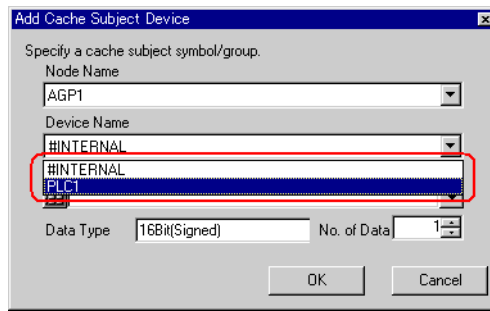 Add Cache Subject Device
Specify a cache subject symbol/group.
Node Name
AGP1
Device Name
#INTERNAL
#INTERNAL
PLC1
Data Type 16Bit(Signed) No. of Data 1
OK Cancel